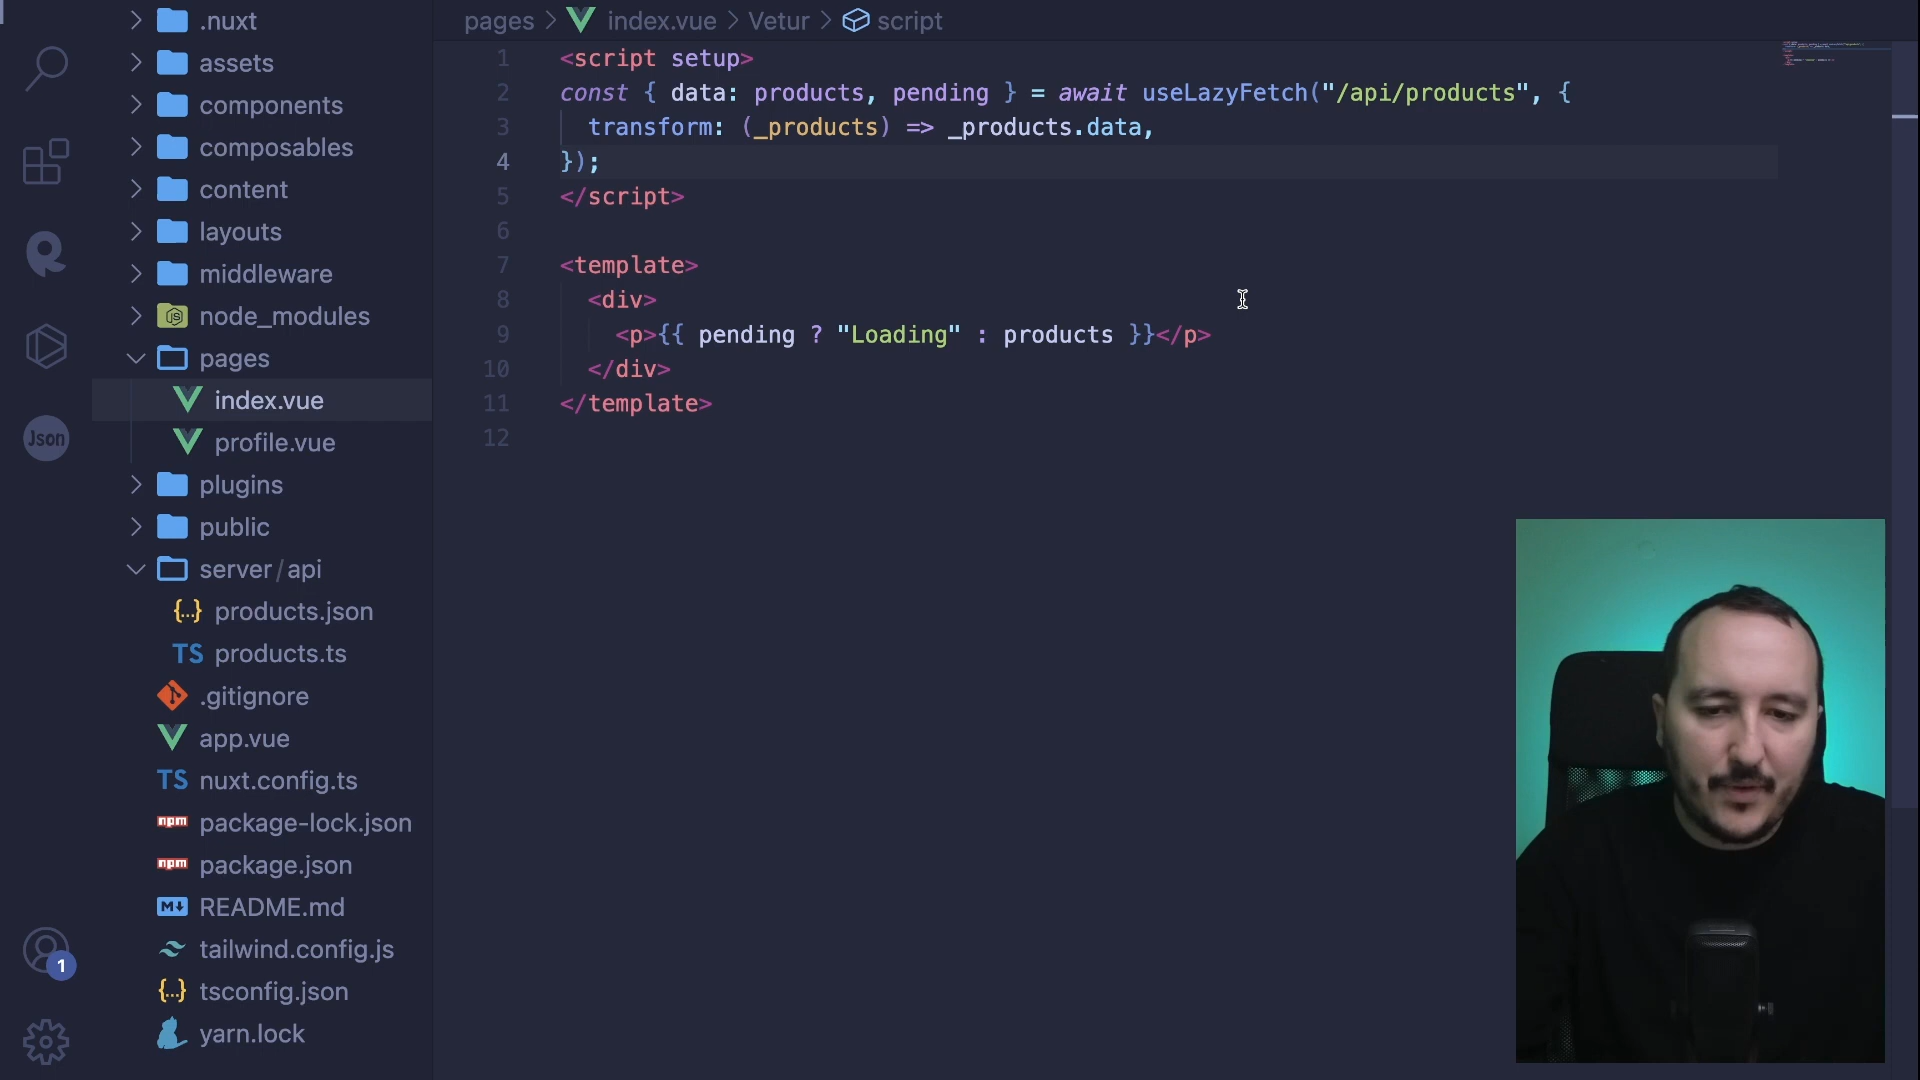 pages > index.vue > Vetur > script
.nuxt
assets
components
composables
content
layouts
middleware
node_modules
pages
index.vue
profile.vue
plugins
public
server / api
products.json
products.ts
.gitignore
app.vue
nuxt.config.ts
package-lock.json
package.json
README.md
tailwind.config.js
tsconfig.json
yarn.lock
Json
1
1 <script setup>
2 const { data: products, pending } = await useLazyFetch("/api/products", {
3 transform: (_products) => _products.data,
4 });
5 </script>
6
7 <template>
8 <div>
9 <p>{{ pending ? "Loading" : products }}</p>
10 </div>
11 </template>
12